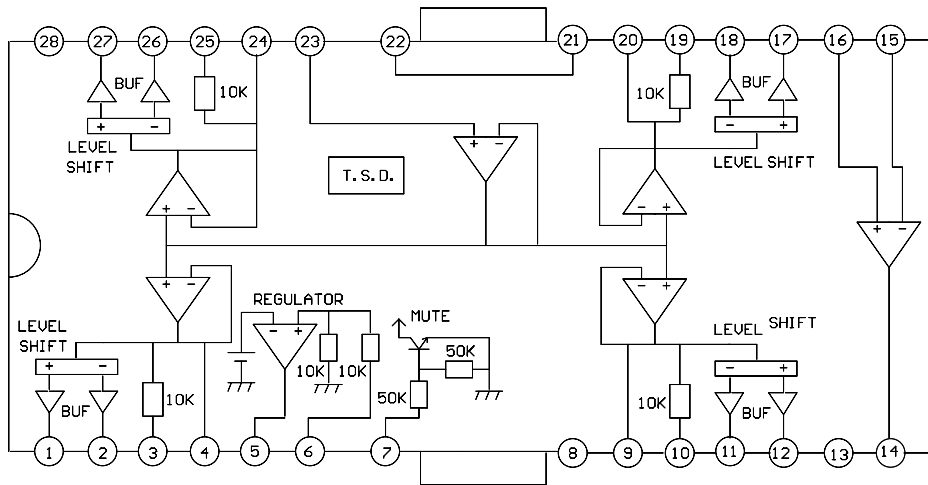 28 27 26 25 24 23 22 21 20 19 18 17 16 15
BUF 10K 10K BUF
+ - - +
LEVEL
SHIFT
LEVEL SHIFT
+ -
T.S.D.
+ - - + + -
+ - - +
REGULATOR
MUTE
LEVEL
SHIFT
LEVEL SHIFT
- +
+ - - +
10K 10K 50K
BUF 10K 50K 10K BUF
1 2 3 4 5 6 7 8 9 10 11 12 13 14